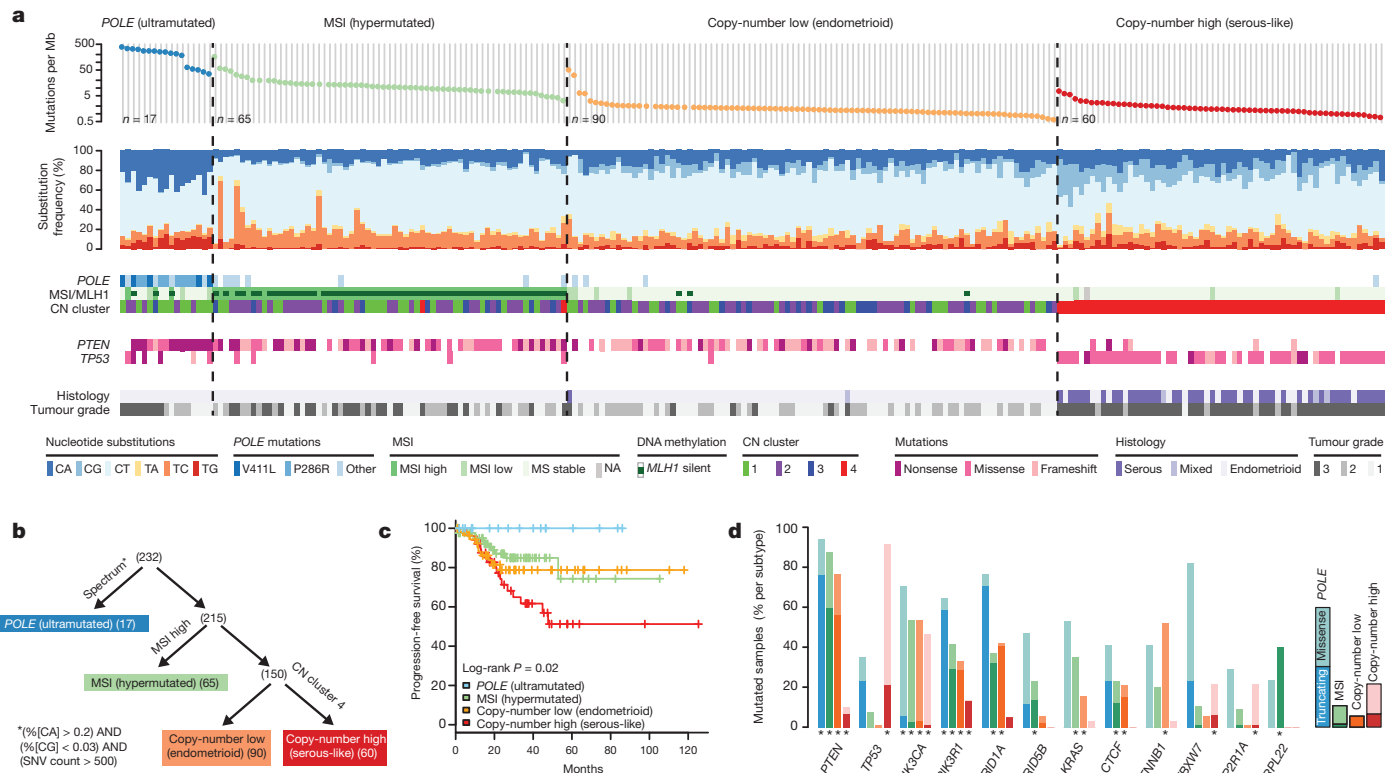 a
POLE (ultramutated) MSI (hypermutated) Copy-number low (endometrioid) Copy-number high (serous-like)
Mutations per Mb
500
50
5
0.5
n = 17 n = 65 n = 90 n = 60
Substitution frequency (%)
100
80
60
40
20
0
POLE
MSI/MLH1
CN cluster
PTEN
TP53
Histology
Tumour grade
Nucleotide substitutions
CA CG CT TA TC TG
POLE mutations
V411L P286R Other
MSI
MSI high MSI low MS stable NA
DNA methylation
MLH1 silent
CN cluster
1 2 3 4
Mutations
Nonsense Missense Frameshift
Histology
Serous Mixed Endometrioid
Tumour grade
3 2 1
b
(232)
Spectrum*
POLE (ultramutated) (17)
(215)
MSI high
MSI (hypermutated) (65)
(150)
CN cluster 4
Copy-number low (endometrioid) (90)
Copy-number high (serous-like) (60)
*(%[CA] > 0.2) AND
(%[CG] < 0.03) AND
(SNV count > 500)
c
Progression-free survival (%)
100
80
60
40
20
0
Log-rank P = 0.02
POLE (ultramutated)
MSI (hypermutated)
Copy-number low (endometrioid)
Copy-number high (serous-like)
0 20 40 60 80 100 120
Months
d
Mutated samples (% per subtype)
100
80
60
40
20
0
* * * * * * * * * * * * * * * * * * * * * * * * *
PTEN
TP53
IK3CA
IK3R1
RID1A
RID5B
KRAS
CTCF
TNNB1
BXW7
P2R1A
RPL22
POLE
Truncating Missense
MSI
Copy-number low
Copy-number high